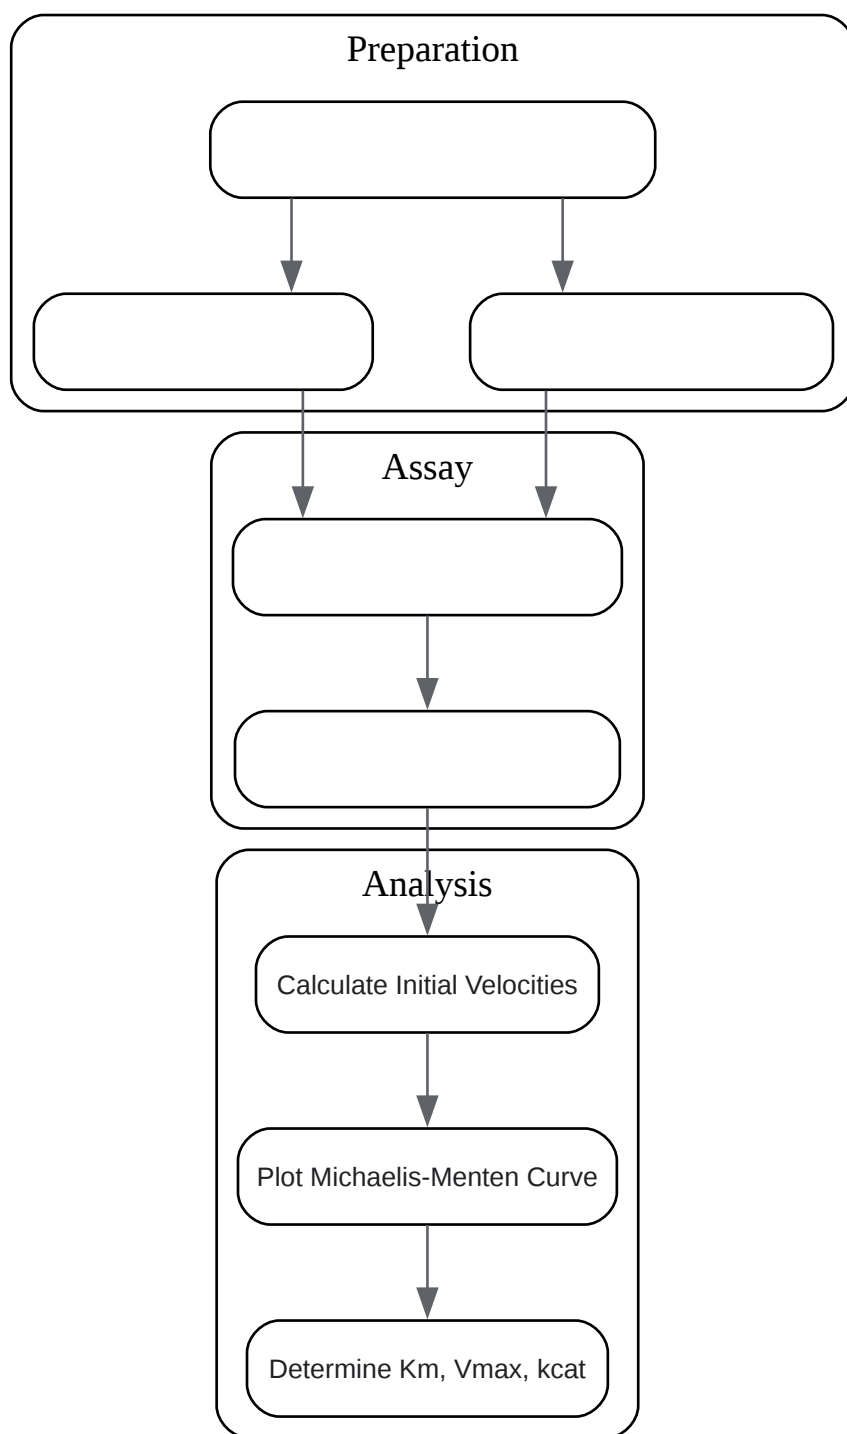 Preparation
Assay
Analysis
Calculate Initial Velocities
Plot Michaelis-Menten Curve
Determine Km, Vmax, kcat